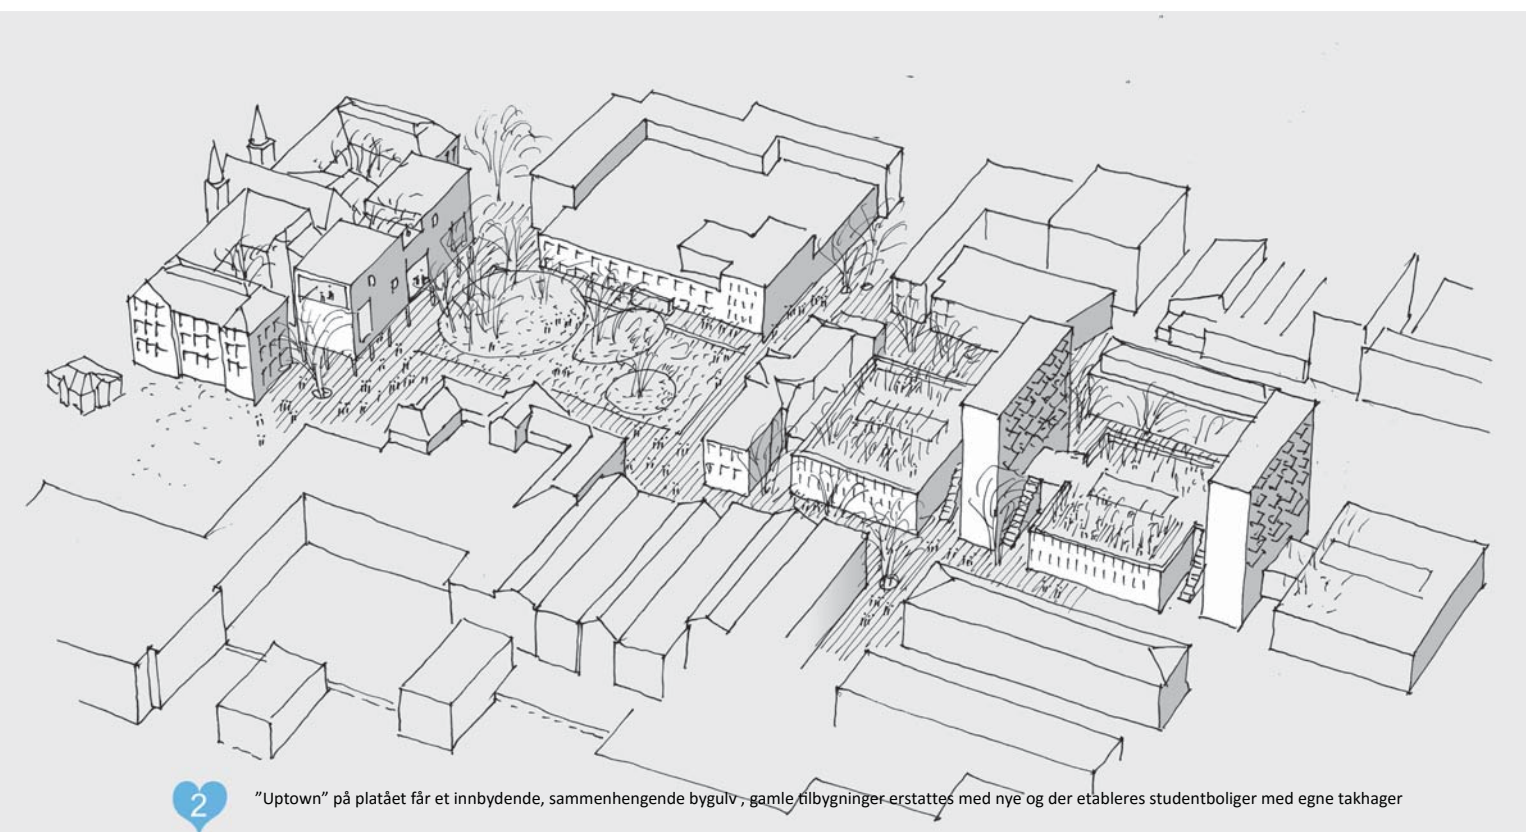 2
”Uptown” på platået får et innbydende, sammenhengende bygulv , gamle tilbygninger erstattes med nye og der etableres studentboliger med egne takhager